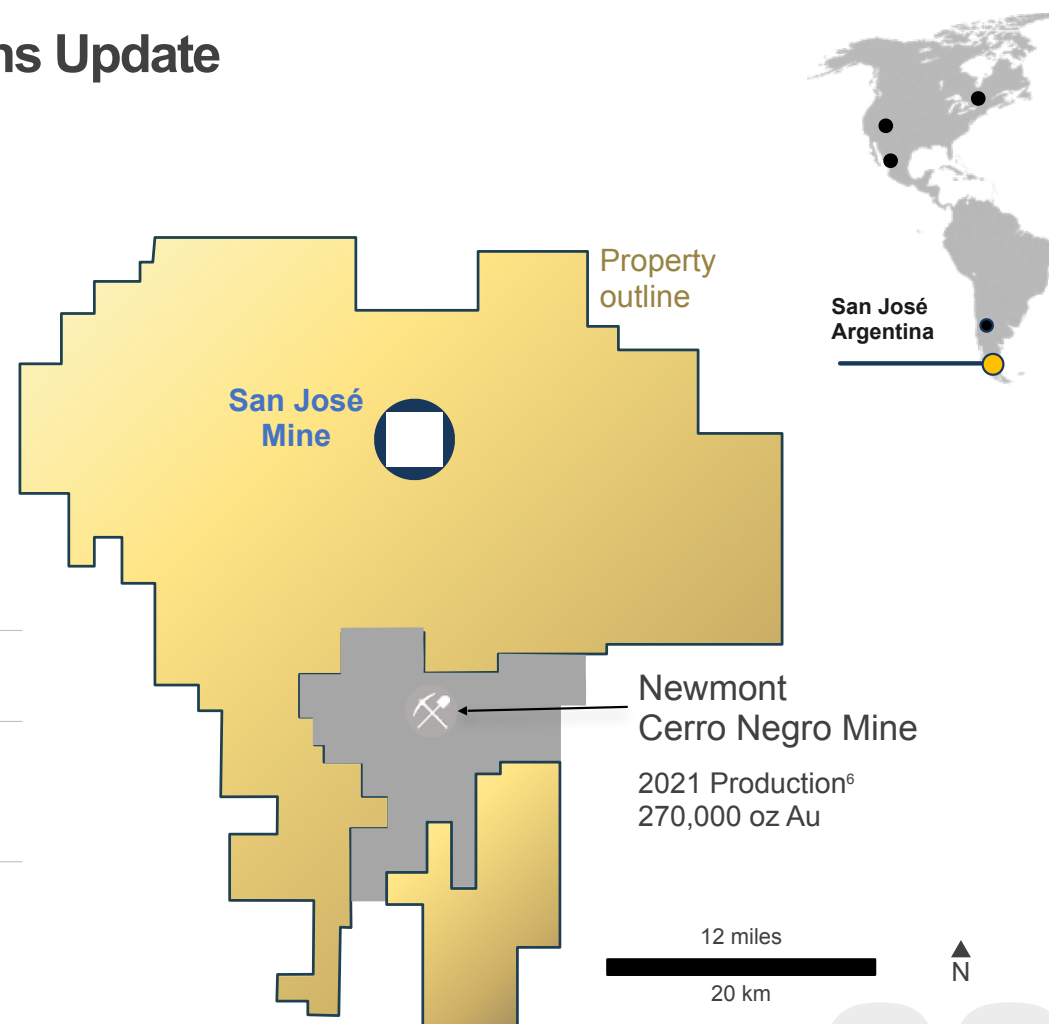 ns Update
Property
outline
San José
Argentina
San José
Mine
Newmont
Cerro Negro Mine
2021 Production⁶
270,000 oz Au
12 miles
20 km
N